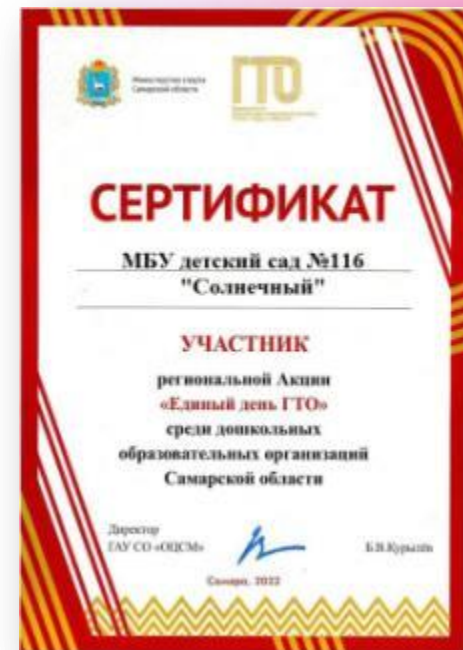 Министерство спорта
Самарской области
ГТО
СЕРТИФИКАТ
МБУ детский сад №116
"Солнечный"
УЧАСТНИК
региональной Акции
«Единый день ГТО»
среди дошкольных
образовательных организаций
Самарской области
Директор
ГАУ СО «ОЦСМ»
Б.В.Курылёв
Самара, 2022